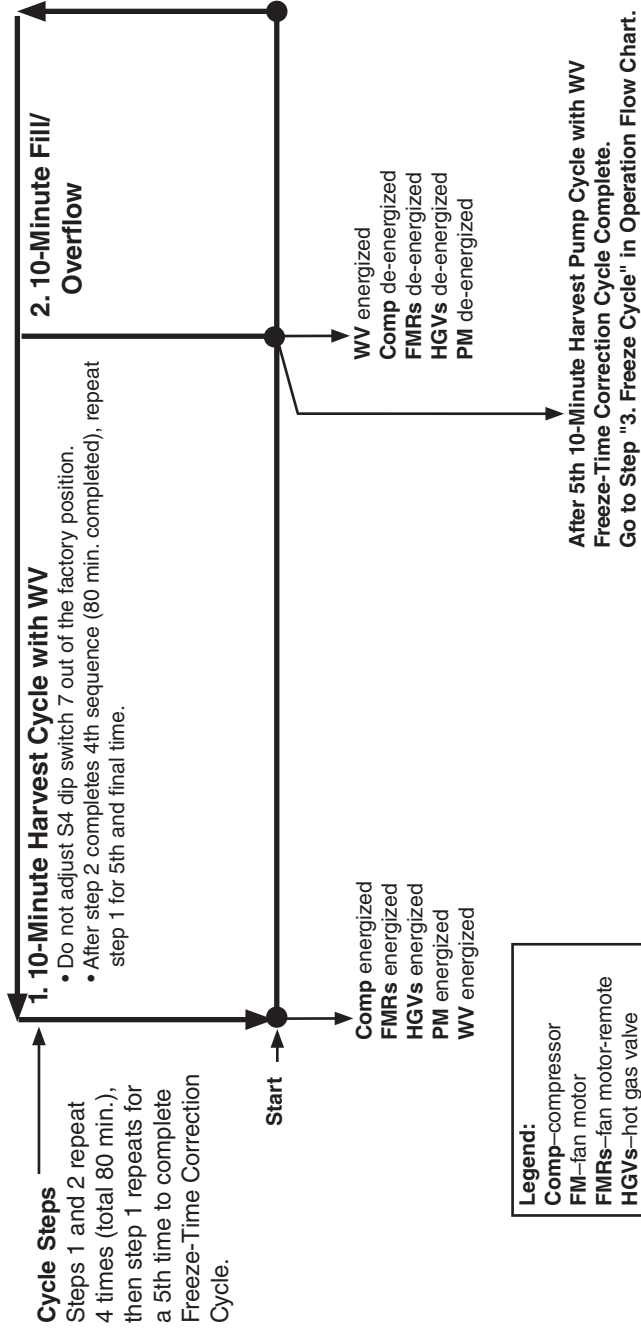 Cycle Steps
Steps 1 and 2 repeat
4 times (total 80 min.),
then step 1 repeats for
a 5th time to complete
Freeze-Time Correction
Cycle.
1. 10-Minute Harvest Cycle with WV
• Do not adjust S4 dip switch 7 out of the factory position.
• After step 2 completes 4th sequence (80 min. completed), repeat
step 1 for 5th and final time.
2. 10-Minute Fill/
Overflow
Start
Comp energized
FMRs energized
HGVs energized
PM energized
WV energized
WV energized
Comp de-energized
FMRs de-energized
HGVs de-energized
PM de-energized
After 5th 10-Minute Harvest Pump Cycle with WV
Freeze-Time Correction Cycle Complete.
Go to Step "3. Freeze Cycle" in Operation Flow Chart.
Legend:
Comp–compressor
FM–fan motor
FMRs–fan motor-remote
HGVs–hot gas valve